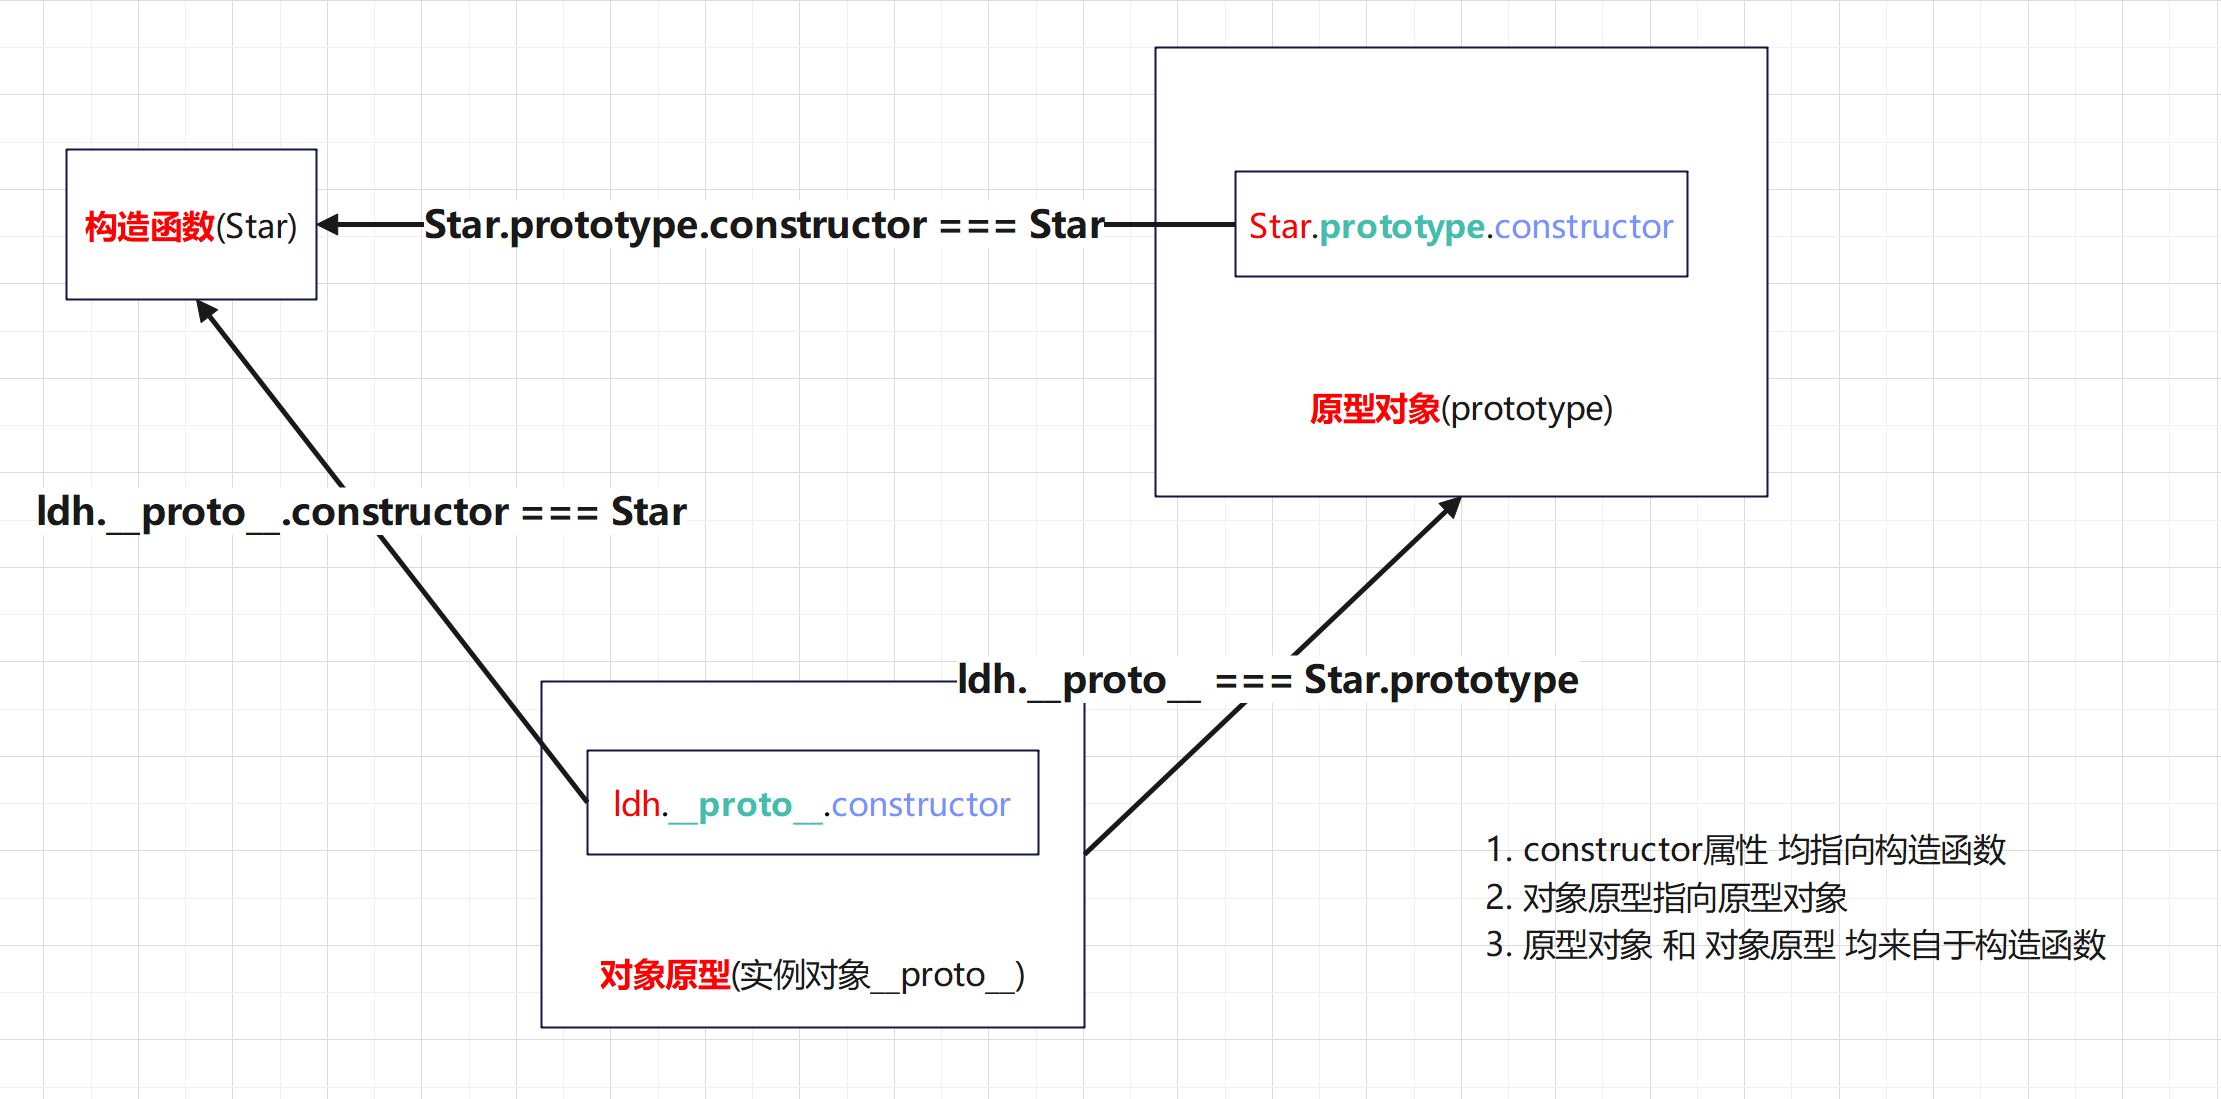 构造函数(Star)
Star.prototype.constructor === Star
Star.prototype.constructor
原型对象(prototype)
ldh.__proto__.constructor === Star
ldh.__proto__ === Star.prototype
ldh.__proto__.constructor
对象原型(实例对象__proto__)
1. constructor属性 均指向构造函数
2. 对象原型指向原型对象
3. 原型对象 和 对象原型 均来自于构造函数